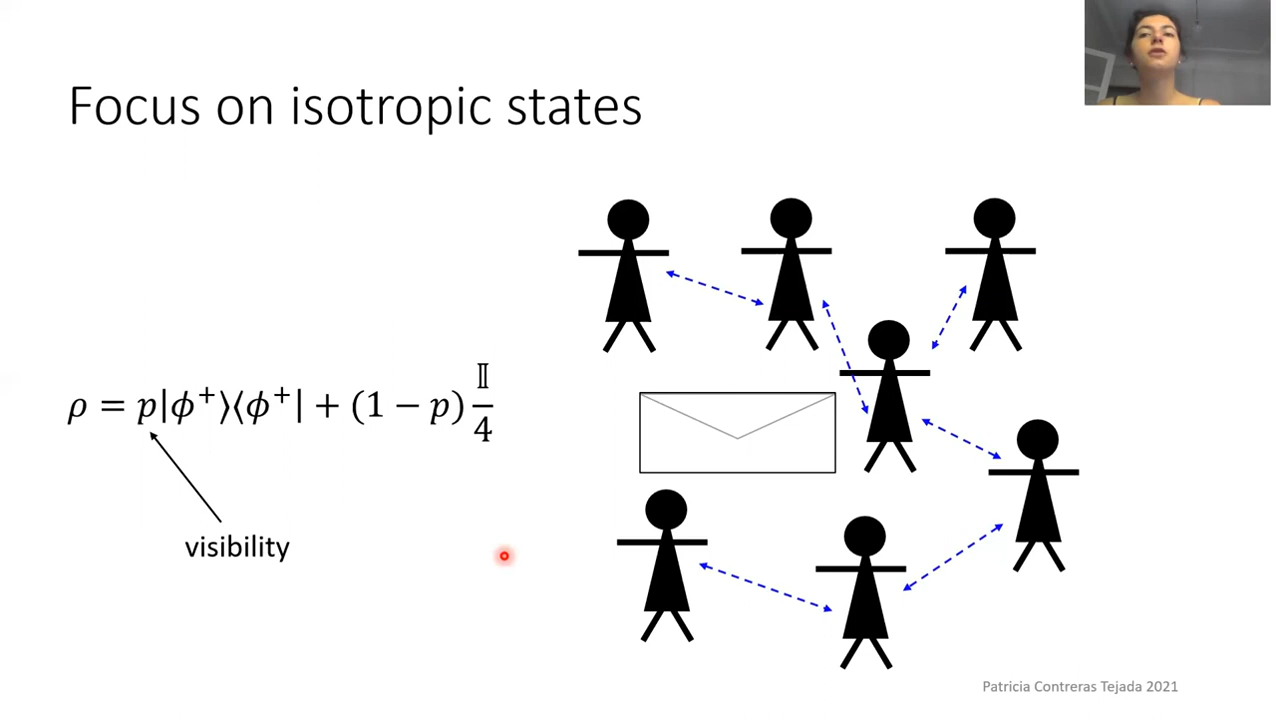 Focus on isotropic states
ρ = p|ϕ⁺⟩⟨ϕ⁺| + (1 − p) 𝕀/4
visibility
Patricia Contreras Tejada 2021